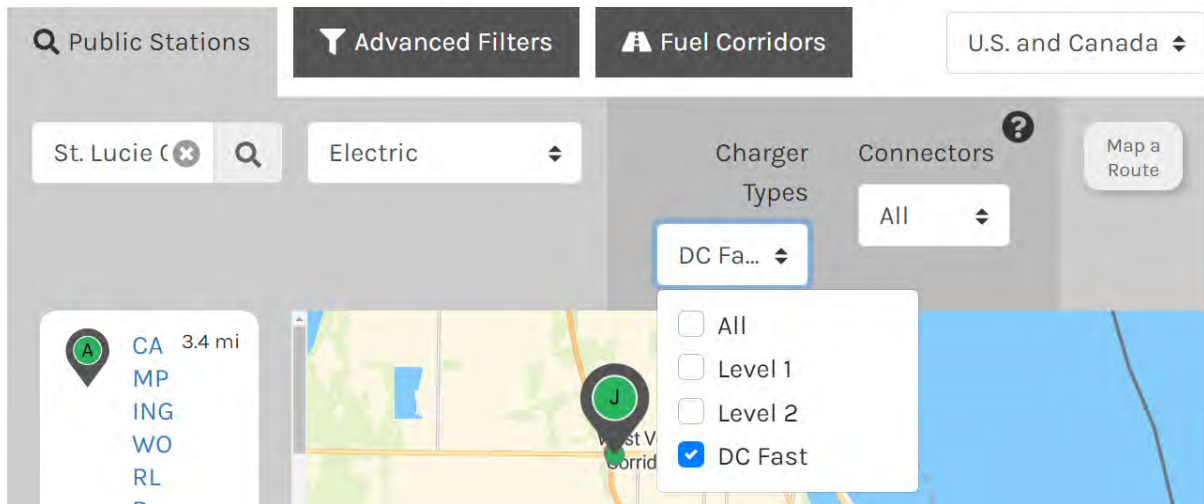 Public Stations
Advanced Filters
Fuel Corridors
U.S. and Canada
St. Lucie (
Electric
Charger
Types
Connectors
?
Map a
Route
All
DC Fa...
All
Level 1
Level 2
DC Fast
A
CA
MP
ING
WO
RL
3.4 mi
J